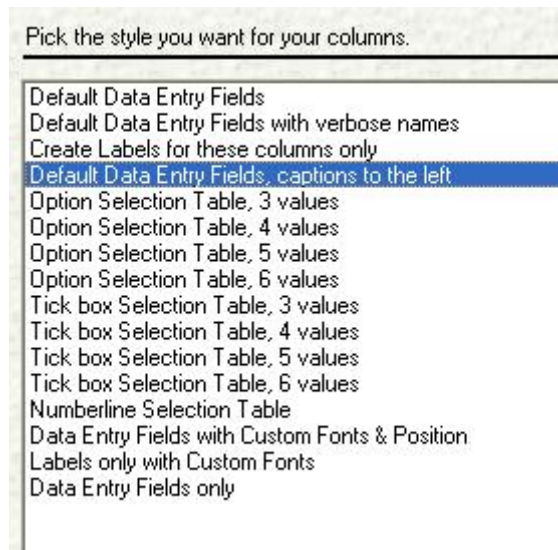 Pick the style you want for your columns.
Default Data Entry Fields
Default Data Entry Fields with verbose names
Create Labels for these columns only
Default Data Entry Fields, captions to the left
Option Selection Table, 3 values
Option Selection Table, 4 values
Option Selection Table, 5 values
Option Selection Table, 6 values
Tick box Selection Table, 3 values
Tick box Selection Table, 4 values
Tick box Selection Table, 5 values
Tick box Selection Table, 6 values
Numberline Selection Table
Data Entry Fields with Custom Fonts & Position
Labels only with Custom Fonts
Data Entry Fields only